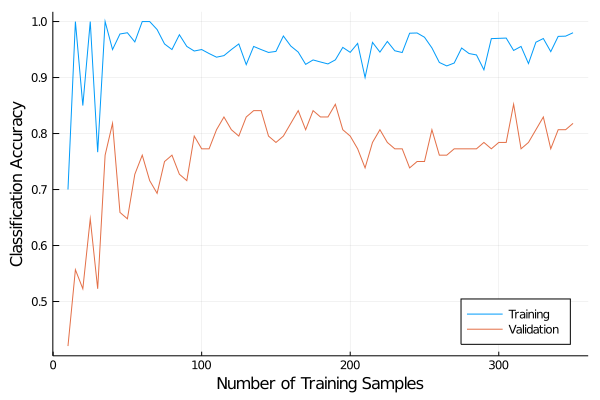 1.0
0.9
0.8
0.7
0.6
0.5
Classification Accuracy
0
100
200
300
Number of Training Samples
Training
Validation